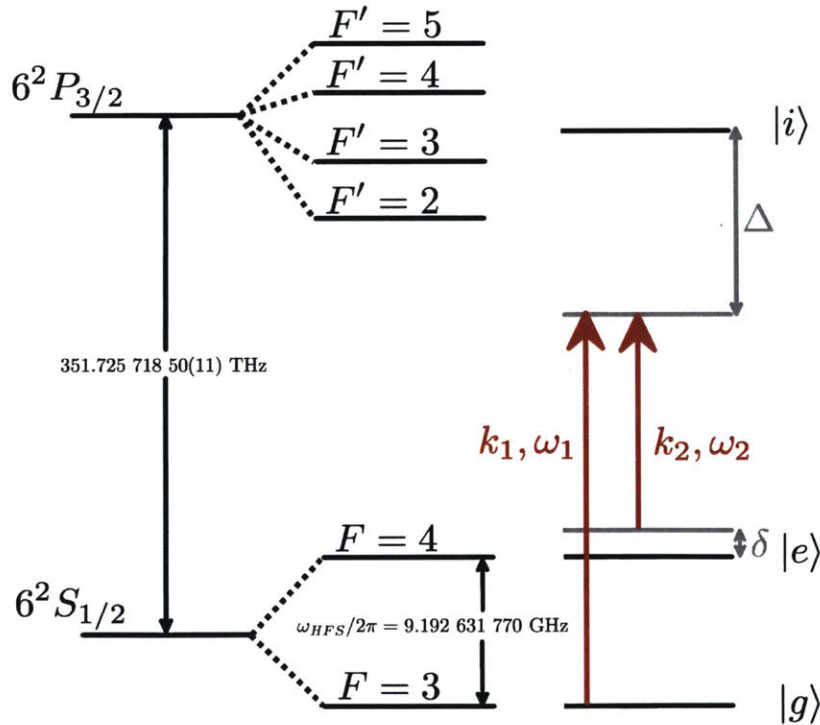 F' = 5
F' = 4
6²P₃/₂
|i⟩
F' = 3
F' = 2
Δ
351.725 718 50(11) THz
k₁, ω₁
k₂, ω₂
F = 4
δ |e⟩
6²S₁/₂
ω_HFS/2π = 9.192 631 770 GHz
F = 3
|g⟩